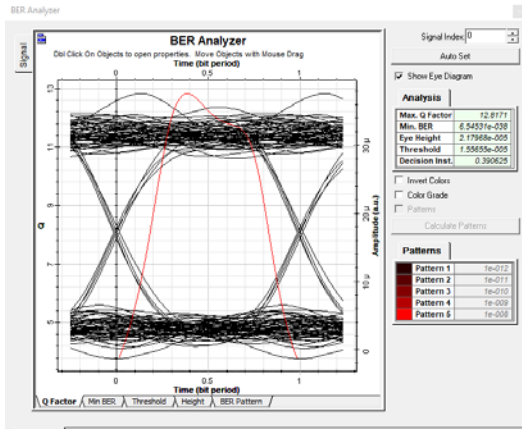 BER Analyzer
Signal
BER Analyzer
Dbl Click On Objects to open properties. Move Objects with Mouse Drag
Time (bit period)
0 0.5 1
13
11
9
7
5
Q
30 µ
20 µ
10 µ
0
Amplitude (a.u.)
0 0.5 1
Time (bit period)
Q Factor Min BER Threshold Height BER Pattern
Signal Index: 0
Auto Set
Show Eye Diagram
Analysis
Max. Q Factor 12.8171
Min. BER 6.54531e-038
Eye Height 2.17968e-005
Threshold 1.55655e-005
Decision Inst. 0.390625
Invert Colors
Color Grade
Patterns
Calculate Patterns
Patterns
Pattern 1 1e-012
Pattern 2 1e-011
Pattern 3 1e-010
Pattern 4 1e-009
Pattern 5 1e-008